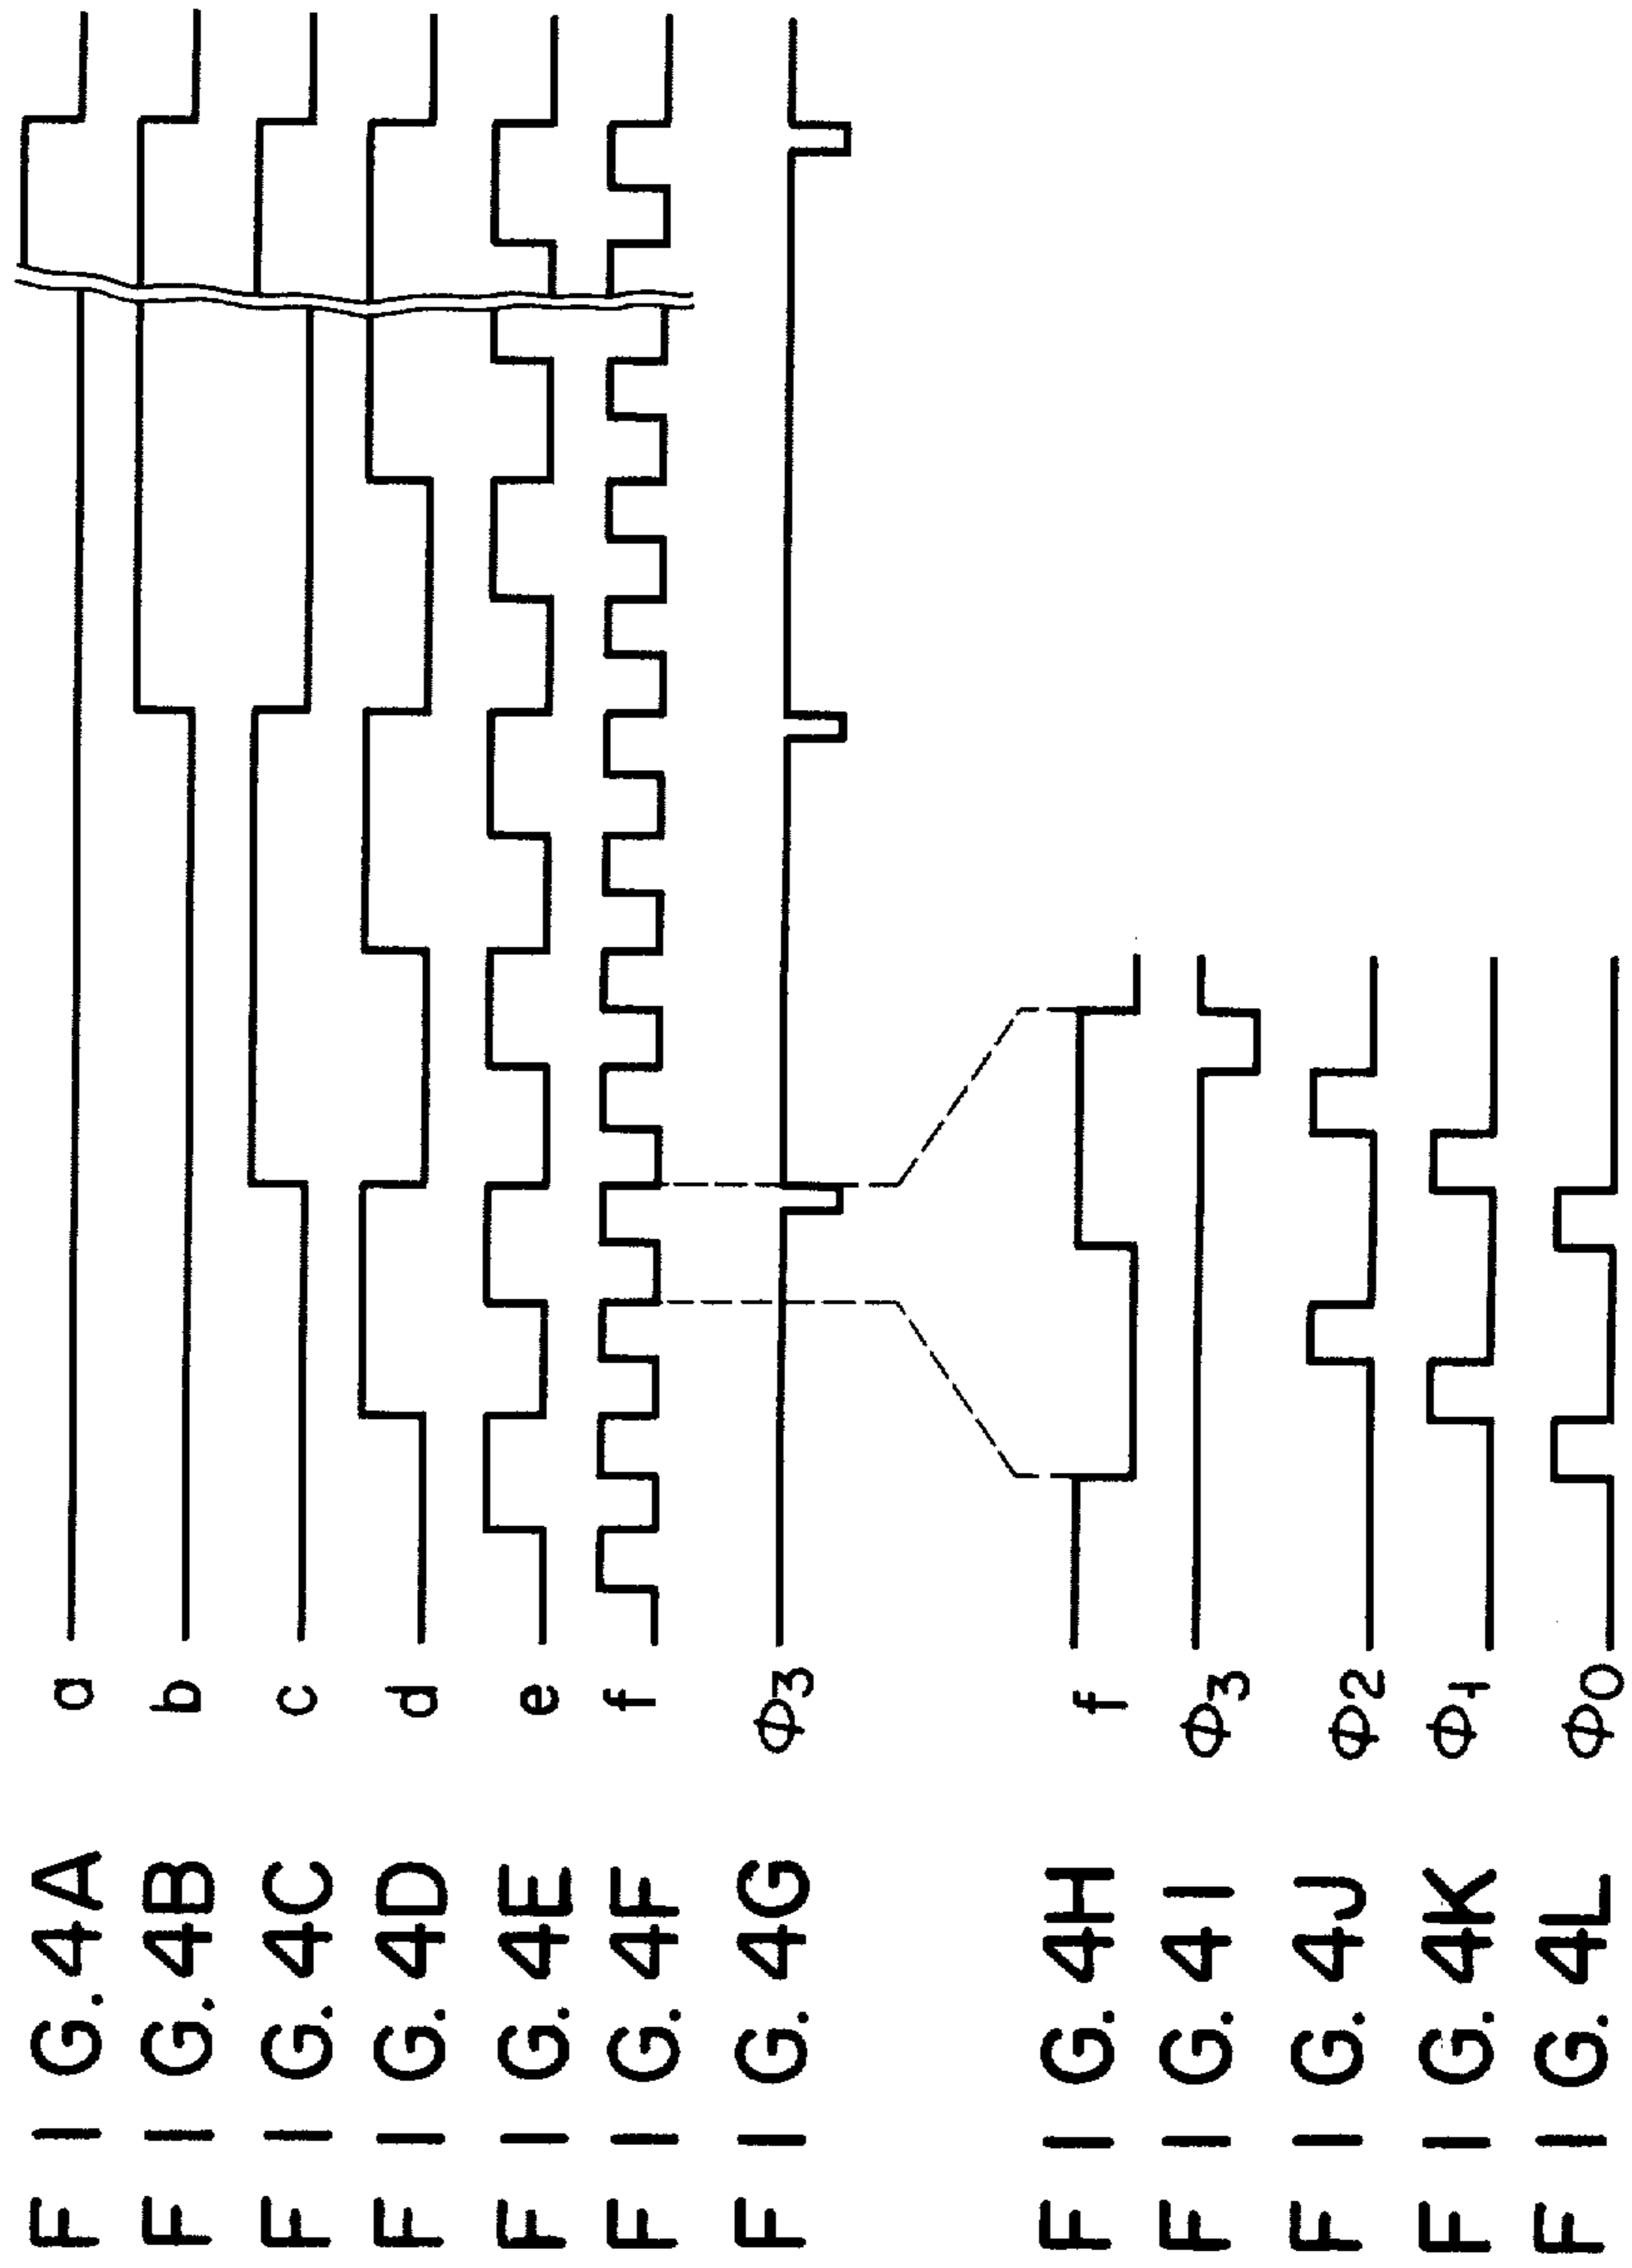 FIG. 4A a
FIG. 4B b
FIG. 4C c
FIG. 4D d
FIG. 4E e
FIG. 4F f
FIG. 4G Φ3
FIG. 4H f
FIG. 4I Φ3
FIG. 4J Φ2
FIG. 4K Φ1
FIG. 4L Φ0